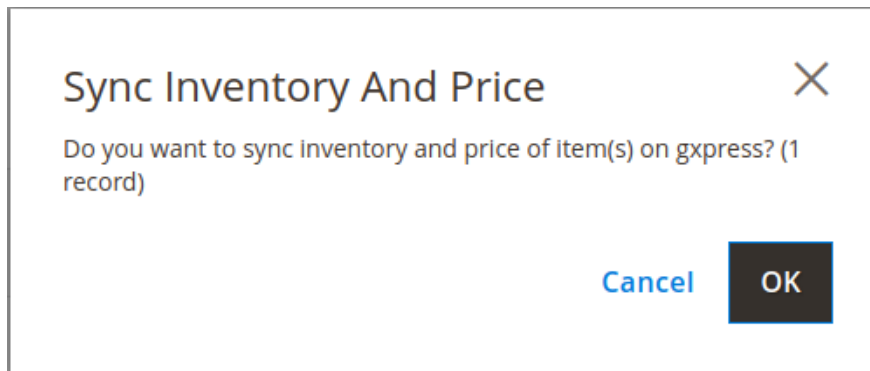 Sync Inventory And Price
Do you want to sync inventory and price of item(s) on gxpress? (1
record)
Cancel
OK